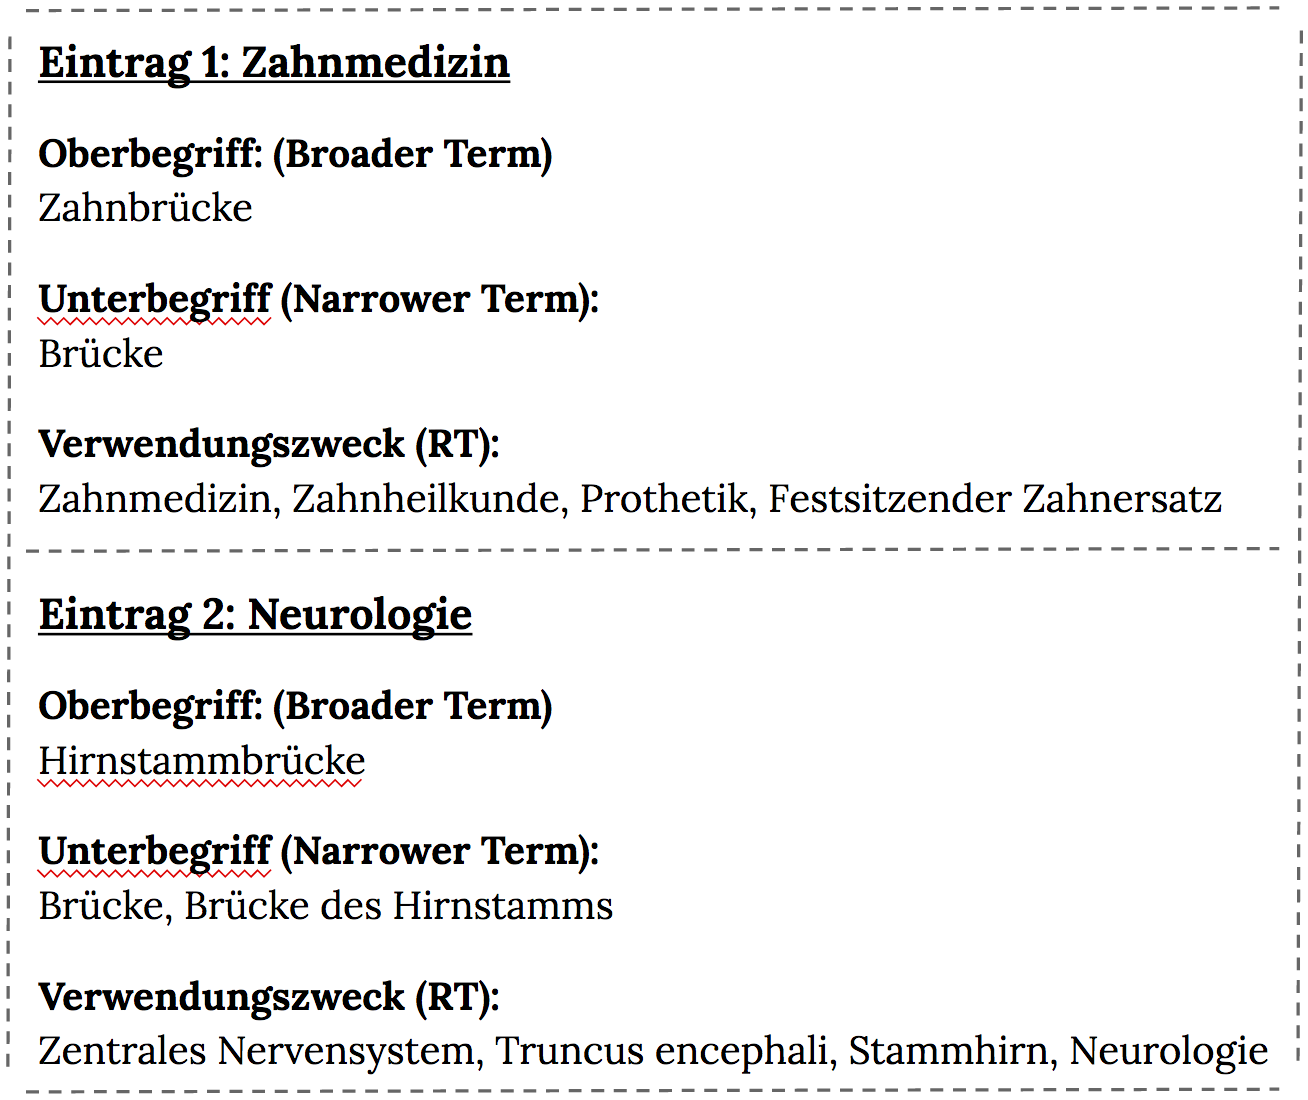 Eintrag 1: Zahnmedizin
Oberbegriff: (Broader Term)
Zahnbrücke
Unterbegriff (Narrower Term):
Brücke
Verwendungszweck (RT):
Zahnmedizin, Zahnheilkunde, Prothetik, Festsitzender Zahnersatz
Eintrag 2: Neurologie
Oberbegriff: (Broader Term)
Hirnstammbrücke
Unterbegriff (Narrower Term):
Brücke, Brücke des Hirnstamms
Verwendungszweck (RT):
Zentrales Nervensystem, Truncus encephali, Stammhirn, Neurologie